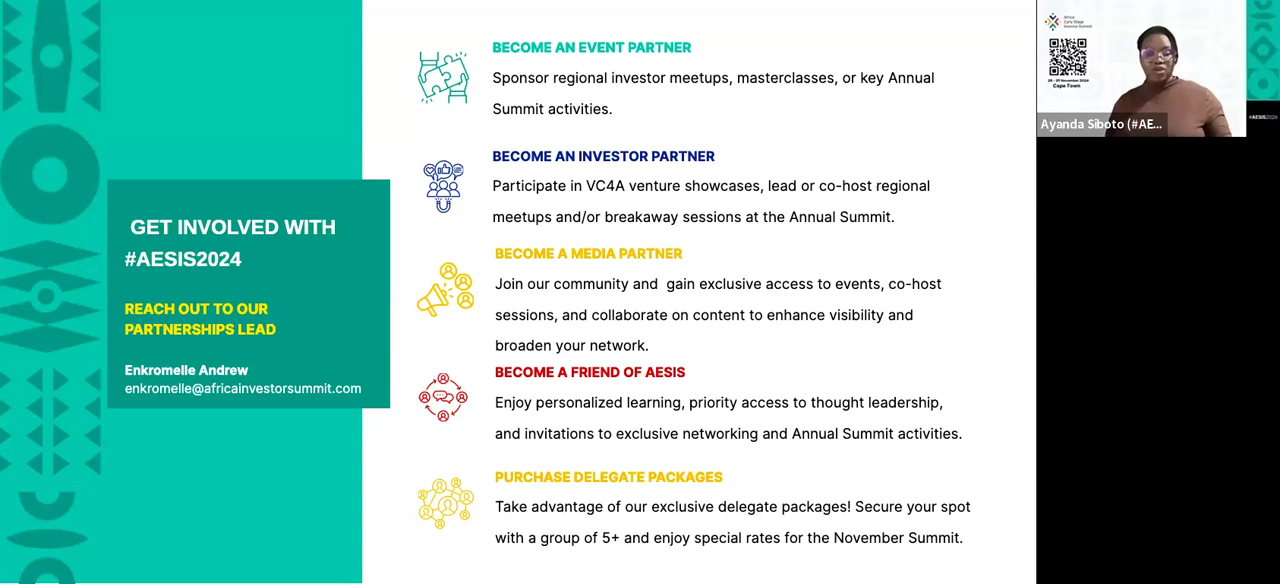 GET INVOLVED WITH
#AESIS2024
REACH OUT TO OUR
PARTNERSHIPS LEAD
Enkromelle Andrew
enkromelle@africainvestorsummit.com
BECOME AN EVENT PARTNER
Sponsor regional investor meetups, masterclasses, or key Annual
Summit activities.
BECOME AN INVESTOR PARTNER
Participate in VC4A venture showcases, lead or co-host regional
meetups and/or breakaway sessions at the Annual Summit.
BECOME A MEDIA PARTNER
Join our community and  gain exclusive access to events, co-host
sessions, and collaborate on content to enhance visibility and
broaden your network.
BECOME A FRIEND OF AESIS
Enjoy personalized learning, priority access to thought leadership,
and invitations to exclusive networking and Annual Summit activities.
PURCHASE DELEGATE PACKAGES
Take advantage of our exclusive delegate packages! Secure your spot
with a group of 5+ and enjoy special rates for the November Summit.
Africa
Early Stage
Investor Summit
28 - 29 November 2024
Cape Town
#AESIS2024
Ayanda Siboto (#AE...